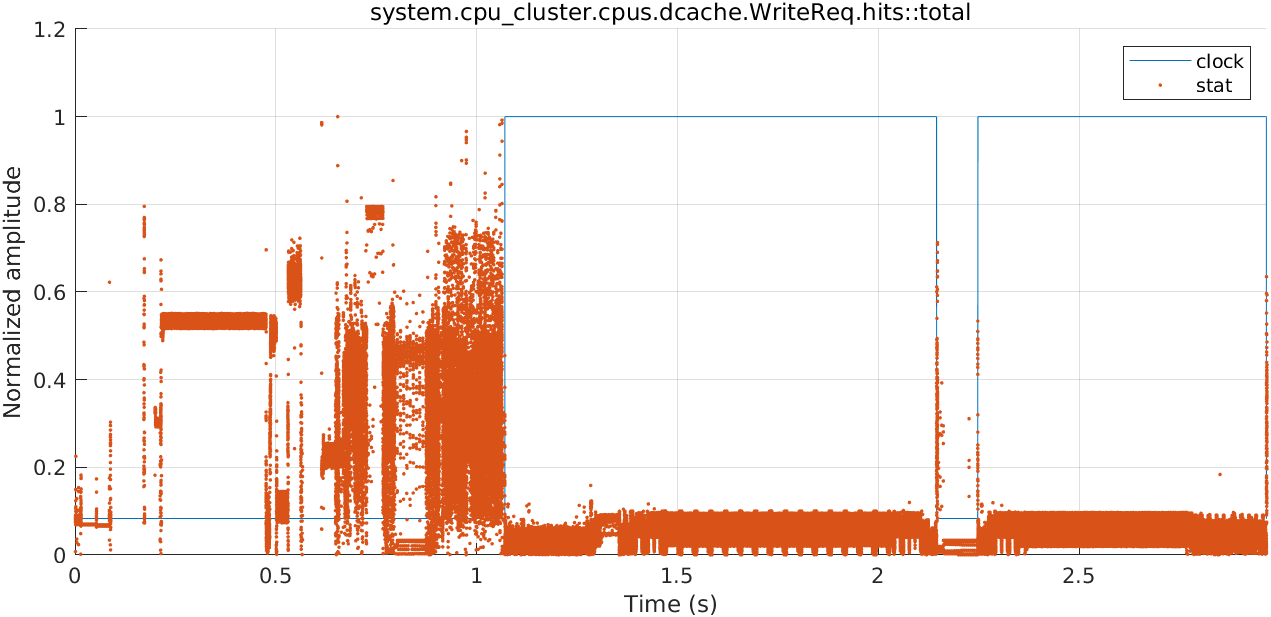 system.cpu_cluster.cpus.dcache.WriteReq.hits::total
1.2
1
0.8
0.6
0.4
0.2
0
Normalized amplitude
clock
stat
0 0.5 1 1.5 2 2.5
Time (s)